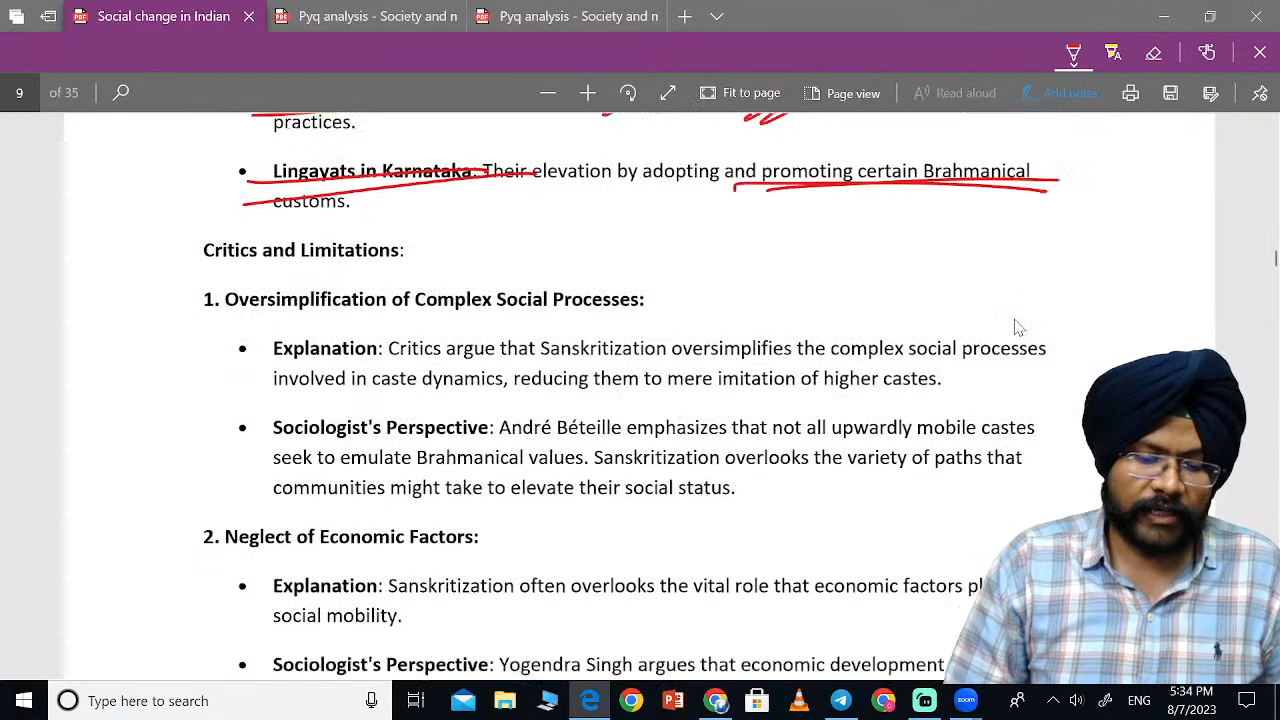 Social change in Indian
Pyq analysis - Society and n
Pyq analysis - Society and n
9 of 35
Fit to page
Page view
Read aloud
Add notes
practices.
• Lingayats in Karnataka: Their elevation by adopting and promoting certain Brahmanical
customs.
Critics and Limitations:
1. Oversimplification of Complex Social Processes:
• Explanation: Critics argue that Sanskritization oversimplifies the complex social processes
involved in caste dynamics, reducing them to mere imitation of higher castes.
• Sociologist's Perspective: André Béteille emphasizes that not all upwardly mobile castes
seek to emulate Brahmanical values. Sanskritization overlooks the variety of paths that
communities might take to elevate their social status.
2. Neglect of Economic Factors:
• Explanation: Sanskritization often overlooks the vital role that economic factors pl
social mobility.
• Sociologist's Perspective: Yogendra Singh argues that economic development
Type here to search
ENG
5:34 PM
8/7/2023
zoom